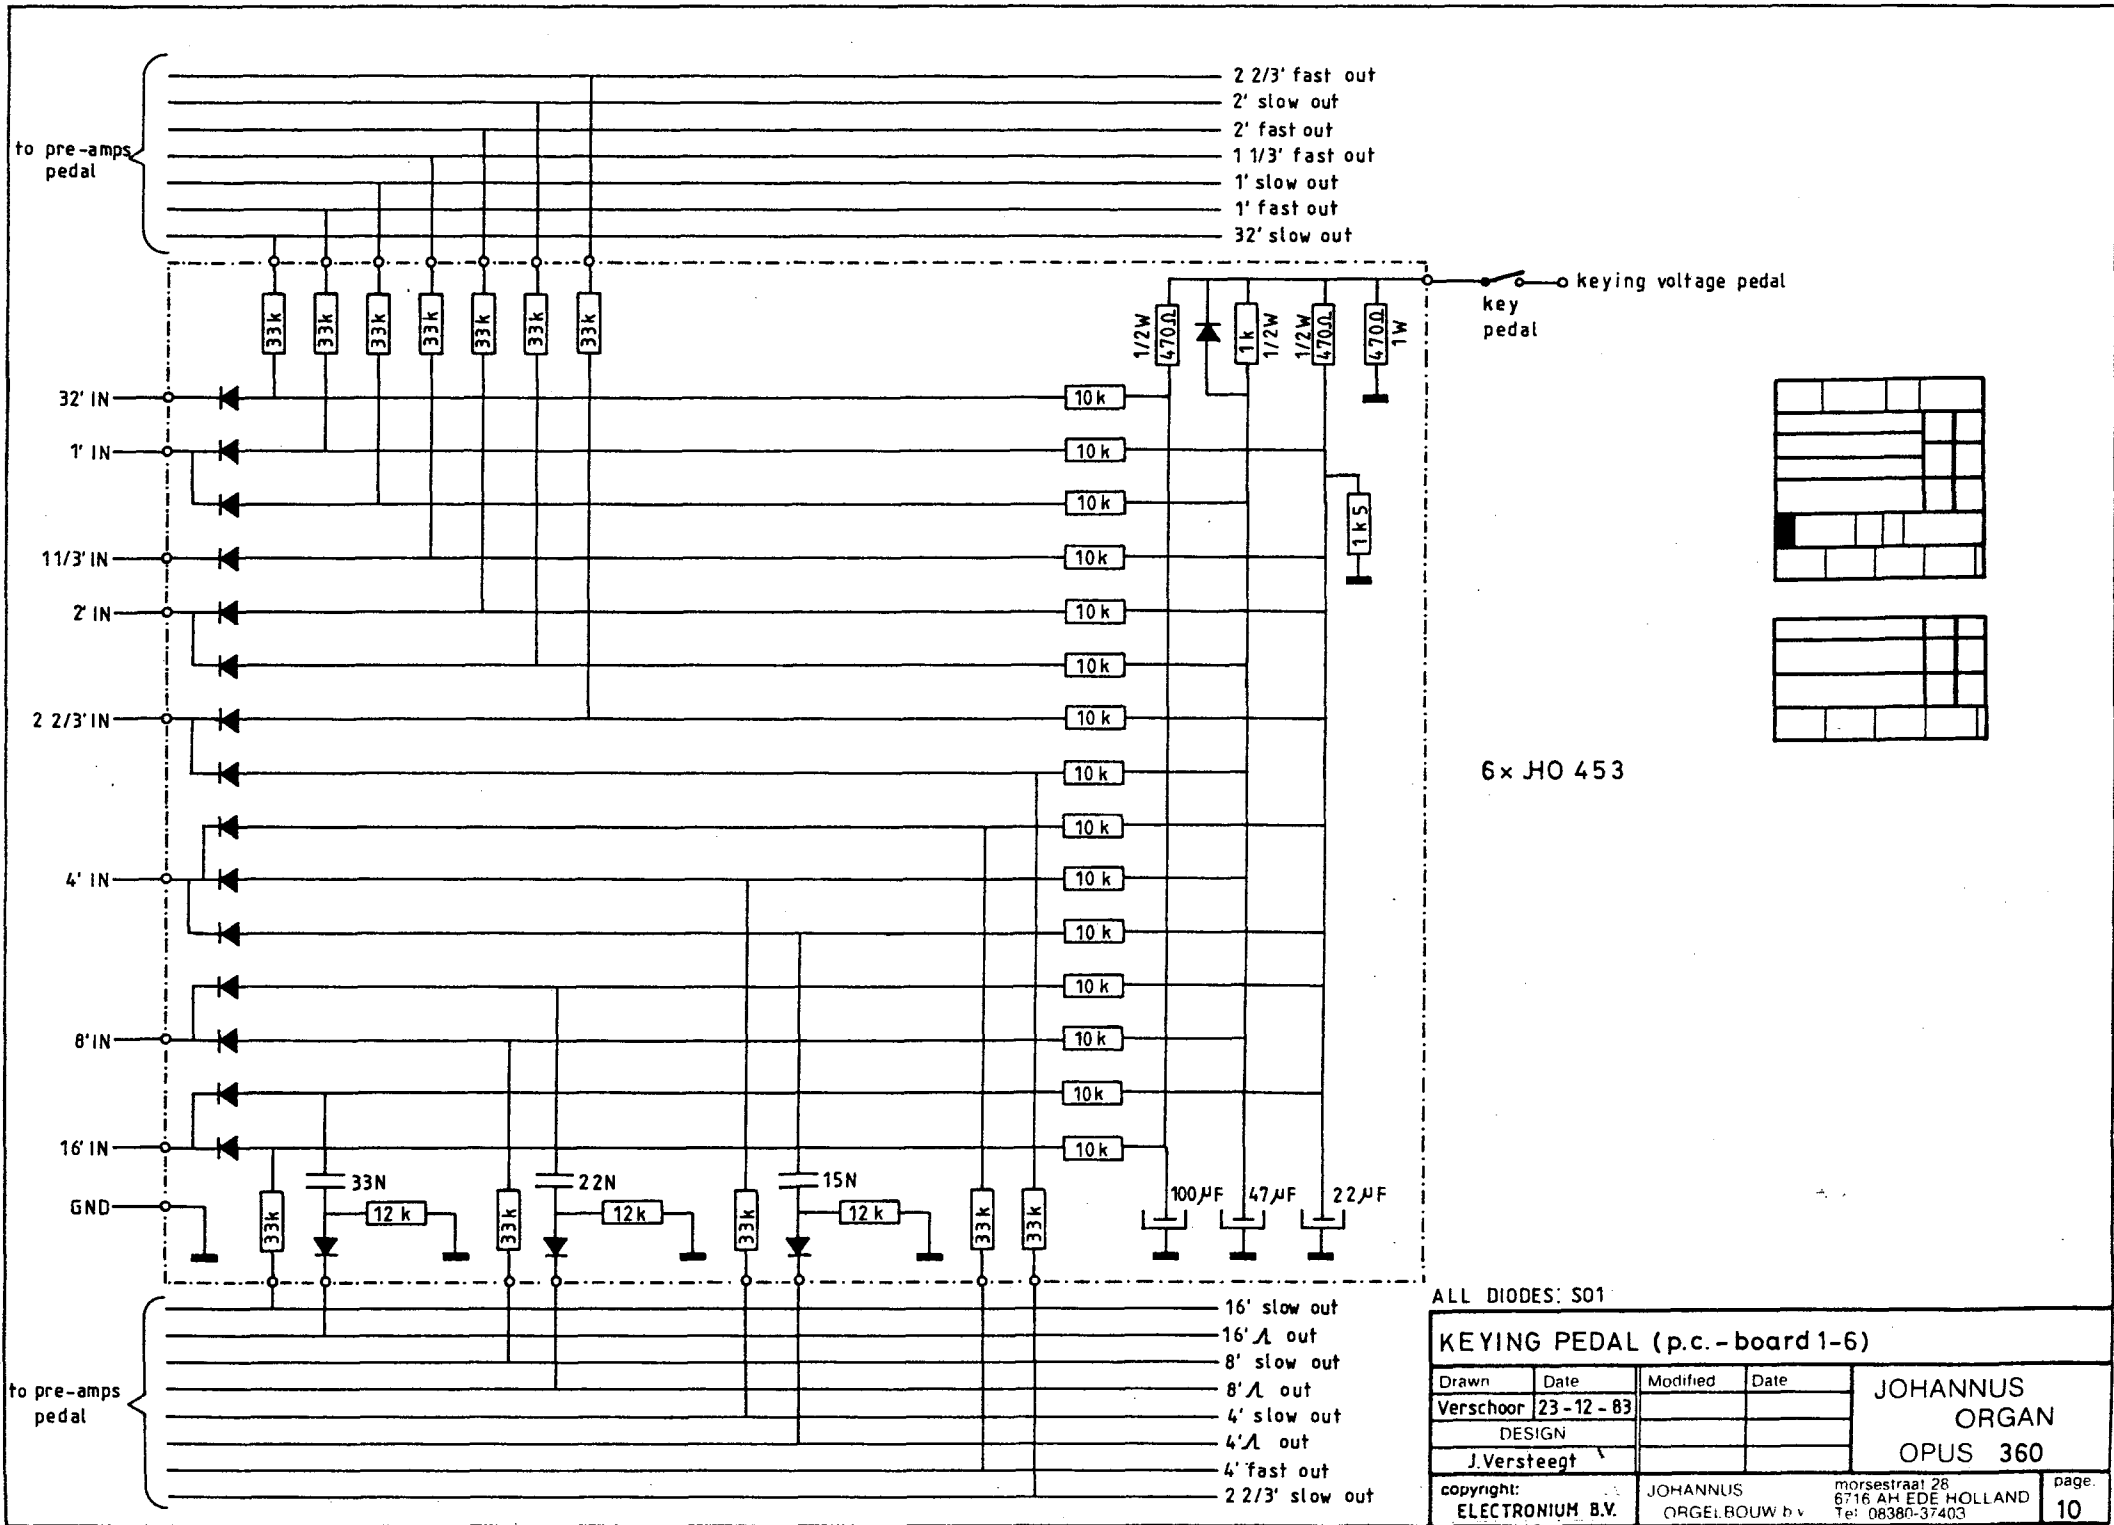 2 2/3' fast out
2' slow out
2' fast out
1 1/3' fast out
1' slow out
1' fast out
32' slow out
to pre-amps
pedal
33k
33k
33k
33k
33k
33k
33k
1/2W
470Ω
1k
1/2W
1/2W
470Ω
470Ω
1W
keying voltage pedal
key
pedal
32' IN
10k
1' IN
10k
10k
1k5
11/3' IN
10k
2' IN
10k
10k
2 2/3' IN
10k
10k
6x JHO 453
10k
4' IN
10k
10k
10k
8' IN
10k
10k
16' IN
10k
33N
22N
15N
100µF
47µF
22µF
GND
33k
12k
33k
12k
33k
12k
33k
33k
ALL DIODES: S01
16' slow out
16' Λ out
8' slow out
8' Λ out
4' slow out
4' Λ out
4' fast out
2 2/3' slow out
to pre-amps
pedal
KEYING PEDAL (p.c.-board 1-6)
Drawn
Date
Modified
Date
Verschoor
23-12-83
DESIGN
J.Versteegt
JOHANNUS
ORGAN
OPUS 360
copyright:
ELECTRONIUM B.V.
JOHANNUS
ORGELBOUW b.v.
morsestraat 28
6716 AH EDE HOLLAND
Tel 08380-37403
page.
10